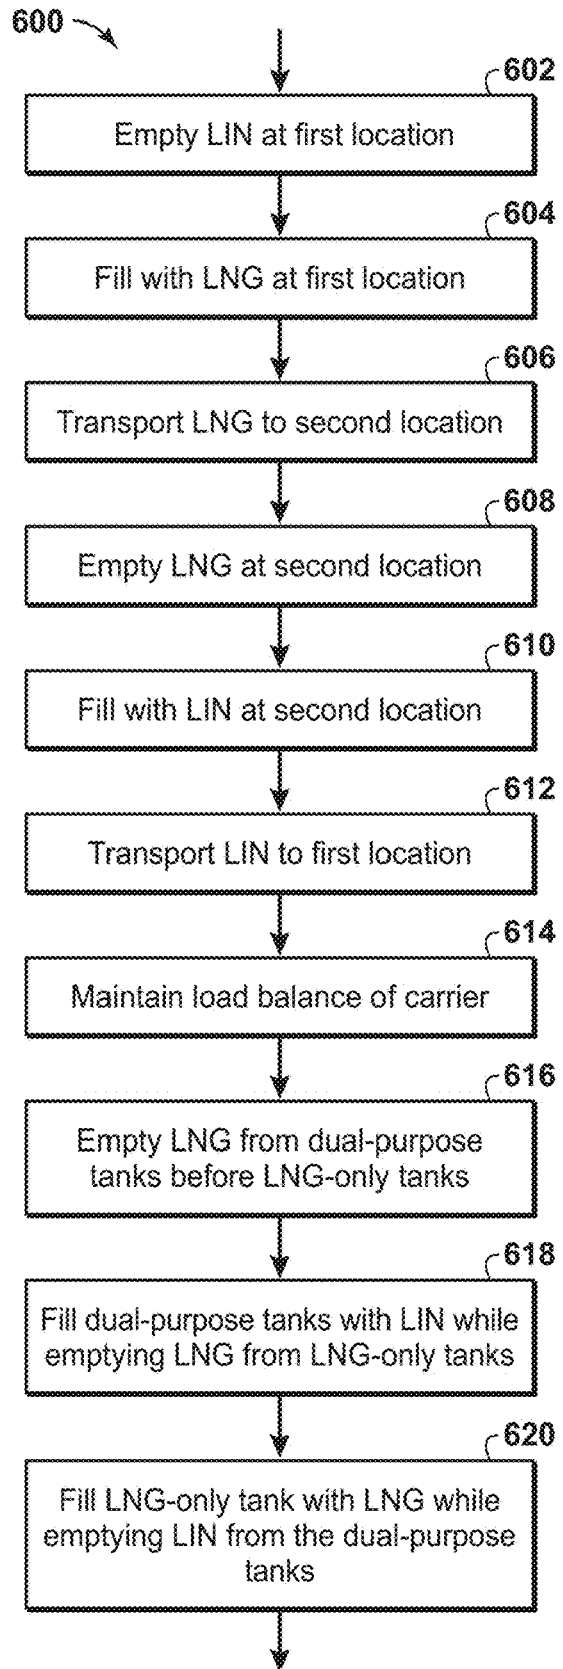 600
602
Empty LIN at first location
604
Fill with LNG at first location
606
Transport LNG to second location
608
Empty LNG at second location
610
Fill with LIN at second location
612
Transport LIN to first location
614
Maintain load balance of carrier
616
Empty LNG from dual-purpose
tanks before LNG-only tanks
618
Fill dual-purpose tanks with LIN while
emptying LNG from LNG-only tanks
620
Fill LNG-only tank with LNG while
emptying LIN from the dual-purpose
tanks